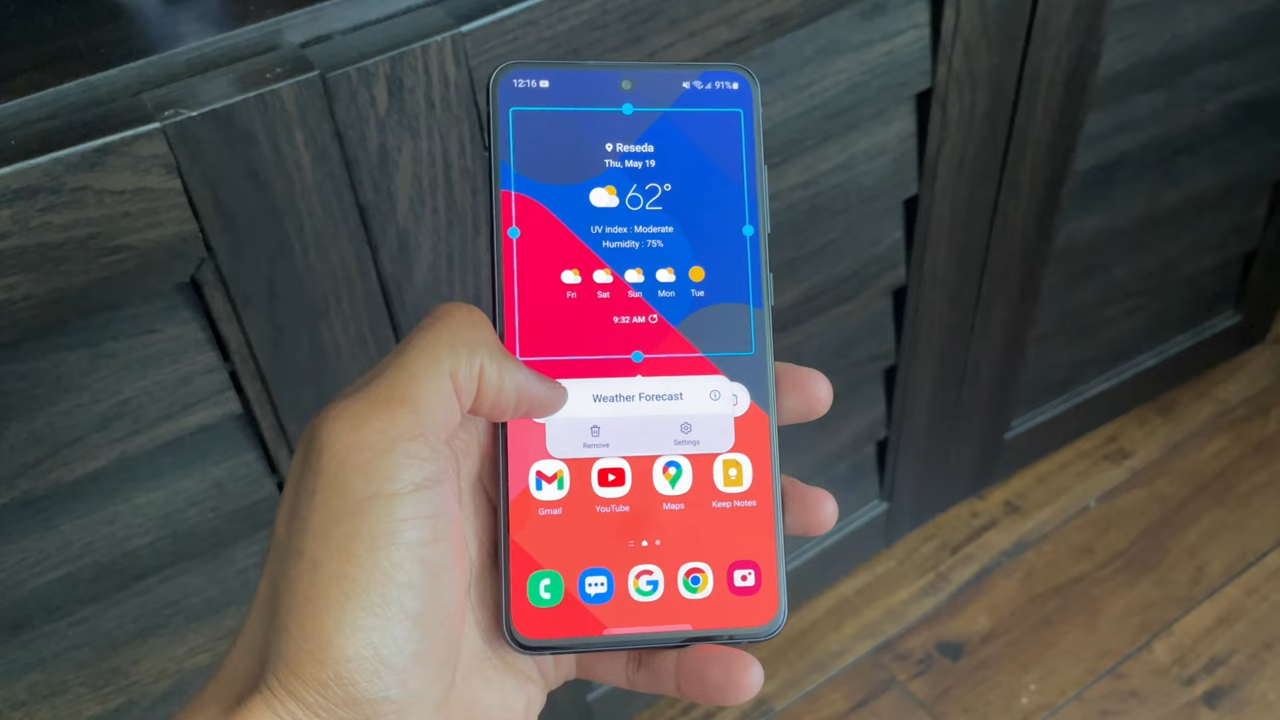 12:16 91%
Reseda
Thu, May 19
62°
UV index : Moderate
Humidity : 75%
Fri Sat Sun Mon Tue
9:32 AM
Weather Forecast
Remove Settings
Gmail YouTube Maps Keep Notes